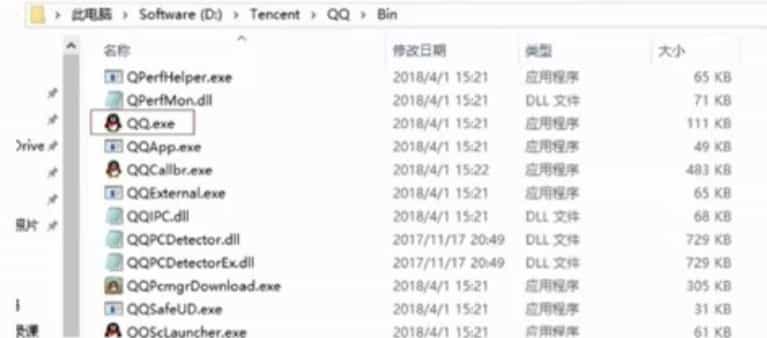 此电脑 > Software (D:) > Tencent > QQ > Bin
名称 修改日期 类型 大小
QPerfHelper.exe 2018/4/1 15:21 应用程序 65 KB
QPerfMon.dll 2018/4/1 15:21 DLL 文件 71 KB
QQ.exe 2018/4/1 15:21 应用程序 111 KB
Drive QQApp.exe 2018/4/1 15:21 应用程序 49 KB
QQCallbr.exe 2018/4/1 15:22 应用程序 483 KB
QQExternal.exe 2018/4/1 15:21 应用程序 65 KB
照片 QQIPC.dll 2018/4/1 15:21 DLL 文件 68 KB
QQPCDetector.dll 2017/11/17 20:49 DLL 文件 729 KB
QQPCDetectorEx.dll 2017/11/17 20:49 DLL 文件 729 KB
QQPcmgrDownload.exe 2018/4/1 15:21 应用程序 305 KB
QQSafeUD.exe 2018/4/1 15:21 应用程序 31 KB
录课 QQScLauncher.exe 2018/4/1 15:21 应用程序 61 KB